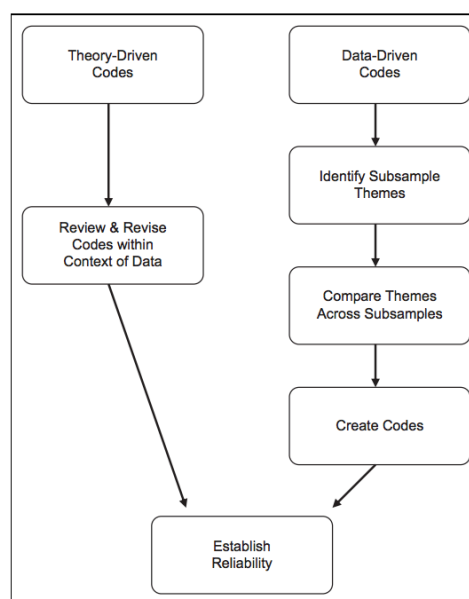 Theory-Driven
Codes
Data-Driven
Codes
Identify Subsample
Themes
Review & Revise
Codes within
Context of Data
Compare Themes
Across Subsamples
Create Codes
Establish
Reliability